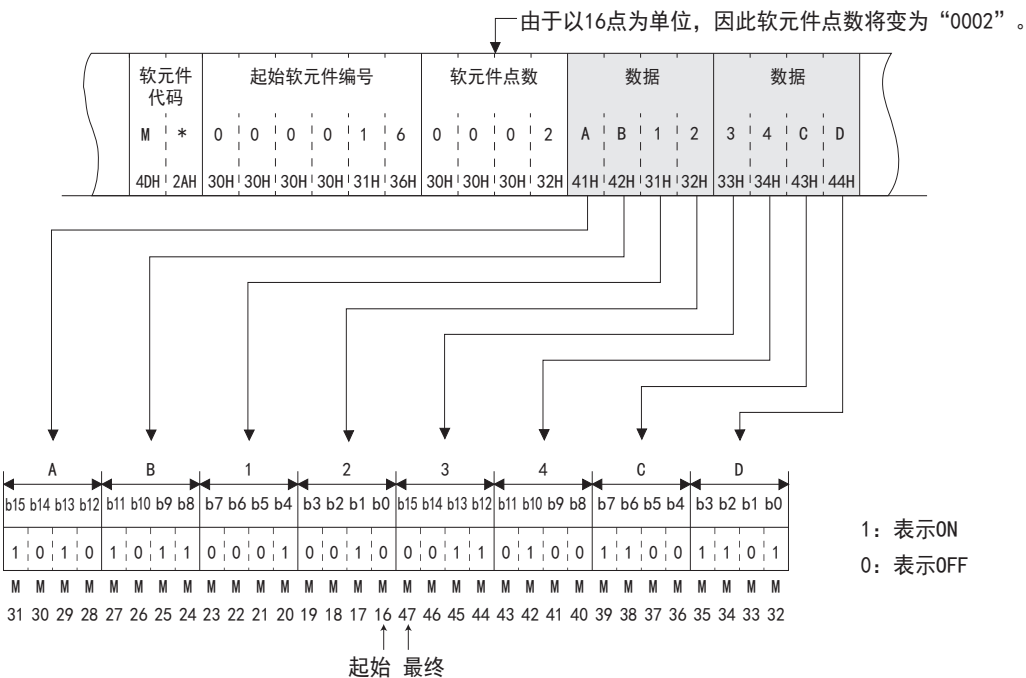 由于以16点为单位，因此软元件点数将变为“0002”。
软元件代码 起始软元件编号 软元件点数 数据 数据
M * 0 0 0 0 1 6 0 0 0 2 A B 1 2 3 4 C D
4DH 2AH 30H 30H 30H 30H 31H 36H 30H 30H 30H 32H 41H 42H 31H 32H 33H 34H 43H 44H
A B 1 2 3 4 C D
b15 b14 b13 b12 b11 b10 b9 b8 b7 b6 b5 b4 b3 b2 b1 b0 b15 b14 b13 b12 b11 b10 b9 b8 b7 b6 b5 b4 b3 b2 b1 b0
1 0 1 0 1 0 1 1 0 0 0 1 0 0 1 0 0 0 1 1 0 1 0 0 1 1 0 0 1 1 0 1
M M M M M M M M M M M M M M M M M M M M M M M M M M M M M M M M
31 30 29 28 27 26 25 24 23 22 21 20 19 18 17 16 47 46 45 44 43 42 41 40 39 38 37 36 35 34 33 32
起始 最终
1：表示ON
0：表示OFF